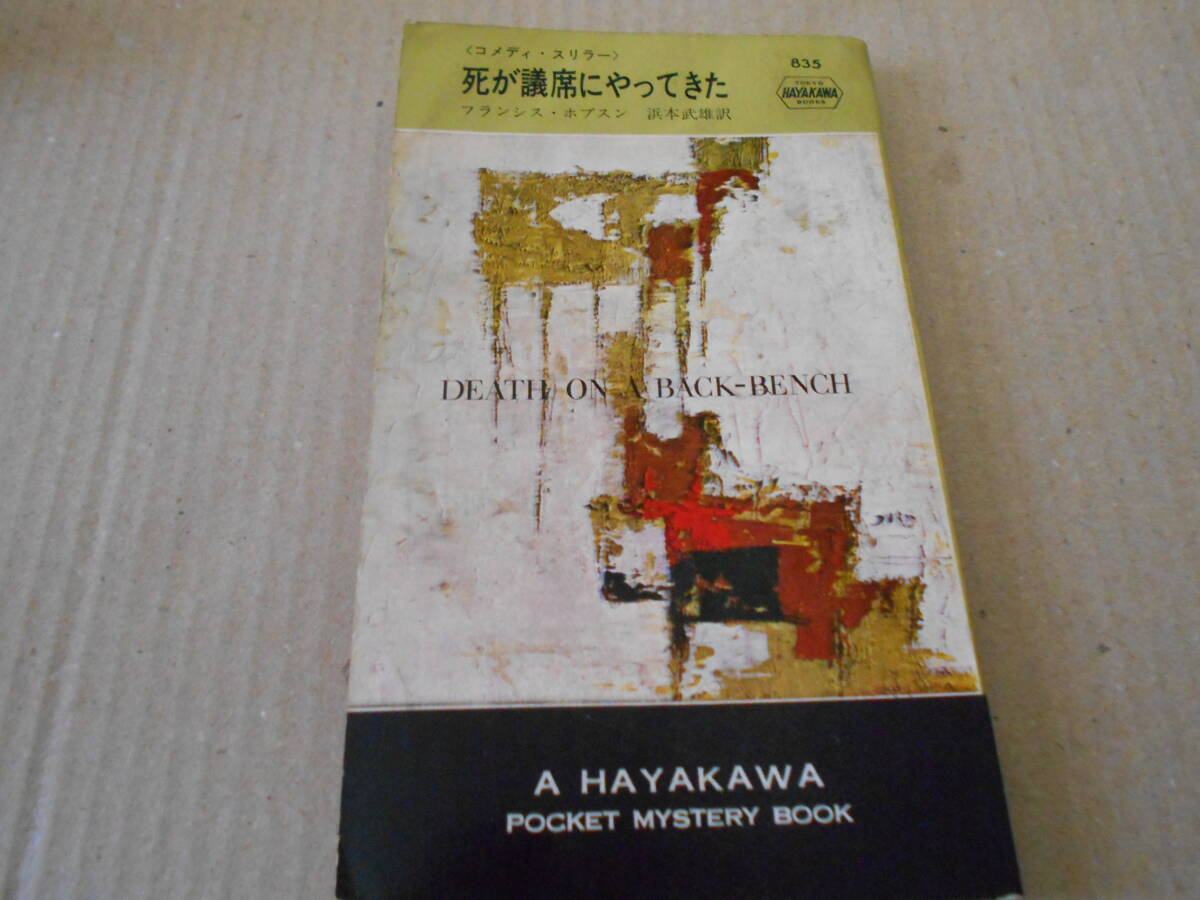 〈コメディ・スリラー〉
死が議席にやってきた
フランシス・ホブスン 浜本武雄訳
835
TOKYO
HAYAKAWA
BOOKS
DEATH ON A BACK-BENCH
A HAYAKAWA
POCKET MYSTERY BOOK